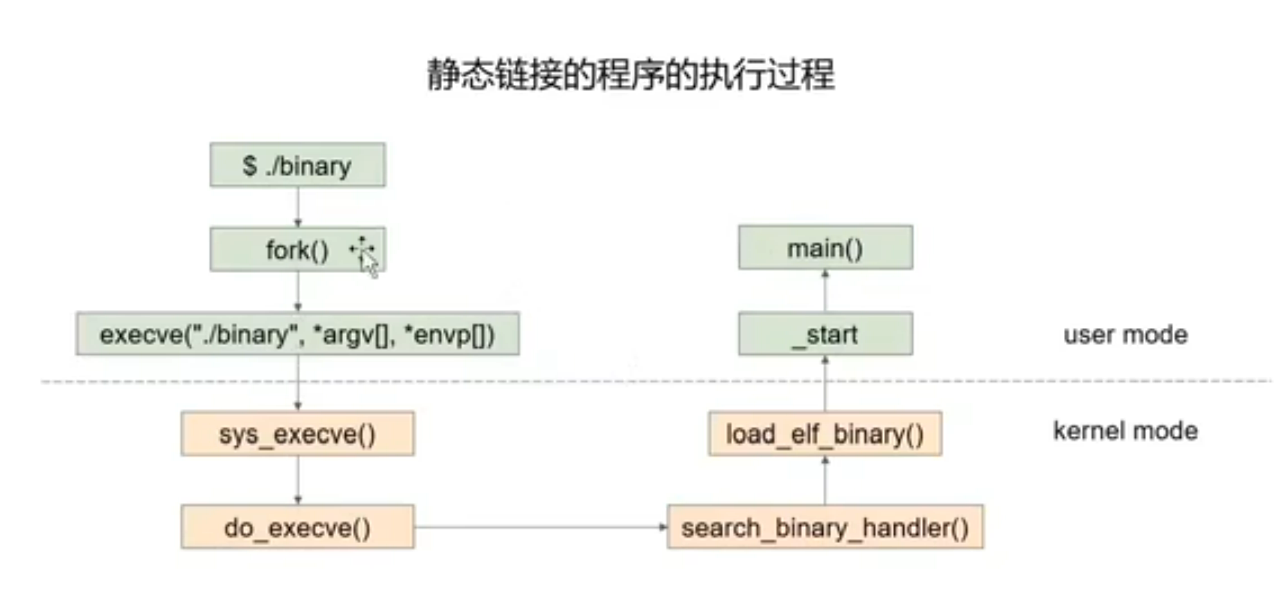 静态链接的程序的执行过程
$ ./binary
fork()
execve("./binary", *argv[], *envp[])
sys_execve()
do_execve()
search_binary_handler()
load_elf_binary()
_start
main()
user mode
kernel mode